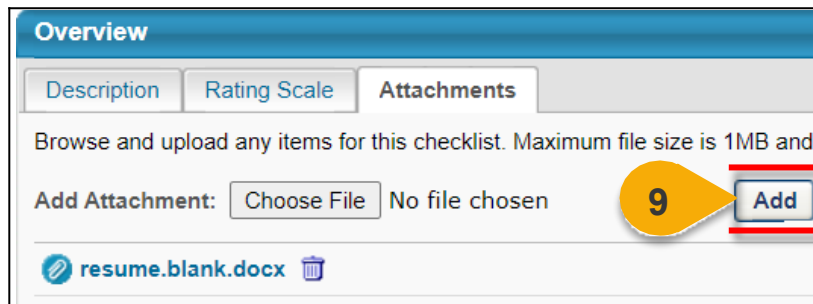 Overview
Description Rating Scale Attachments
Browse and upload any items for this checklist. Maximum file size is 1MB and
Add Attachment: Choose File No file chosen 9 Add
resume.blank.docx